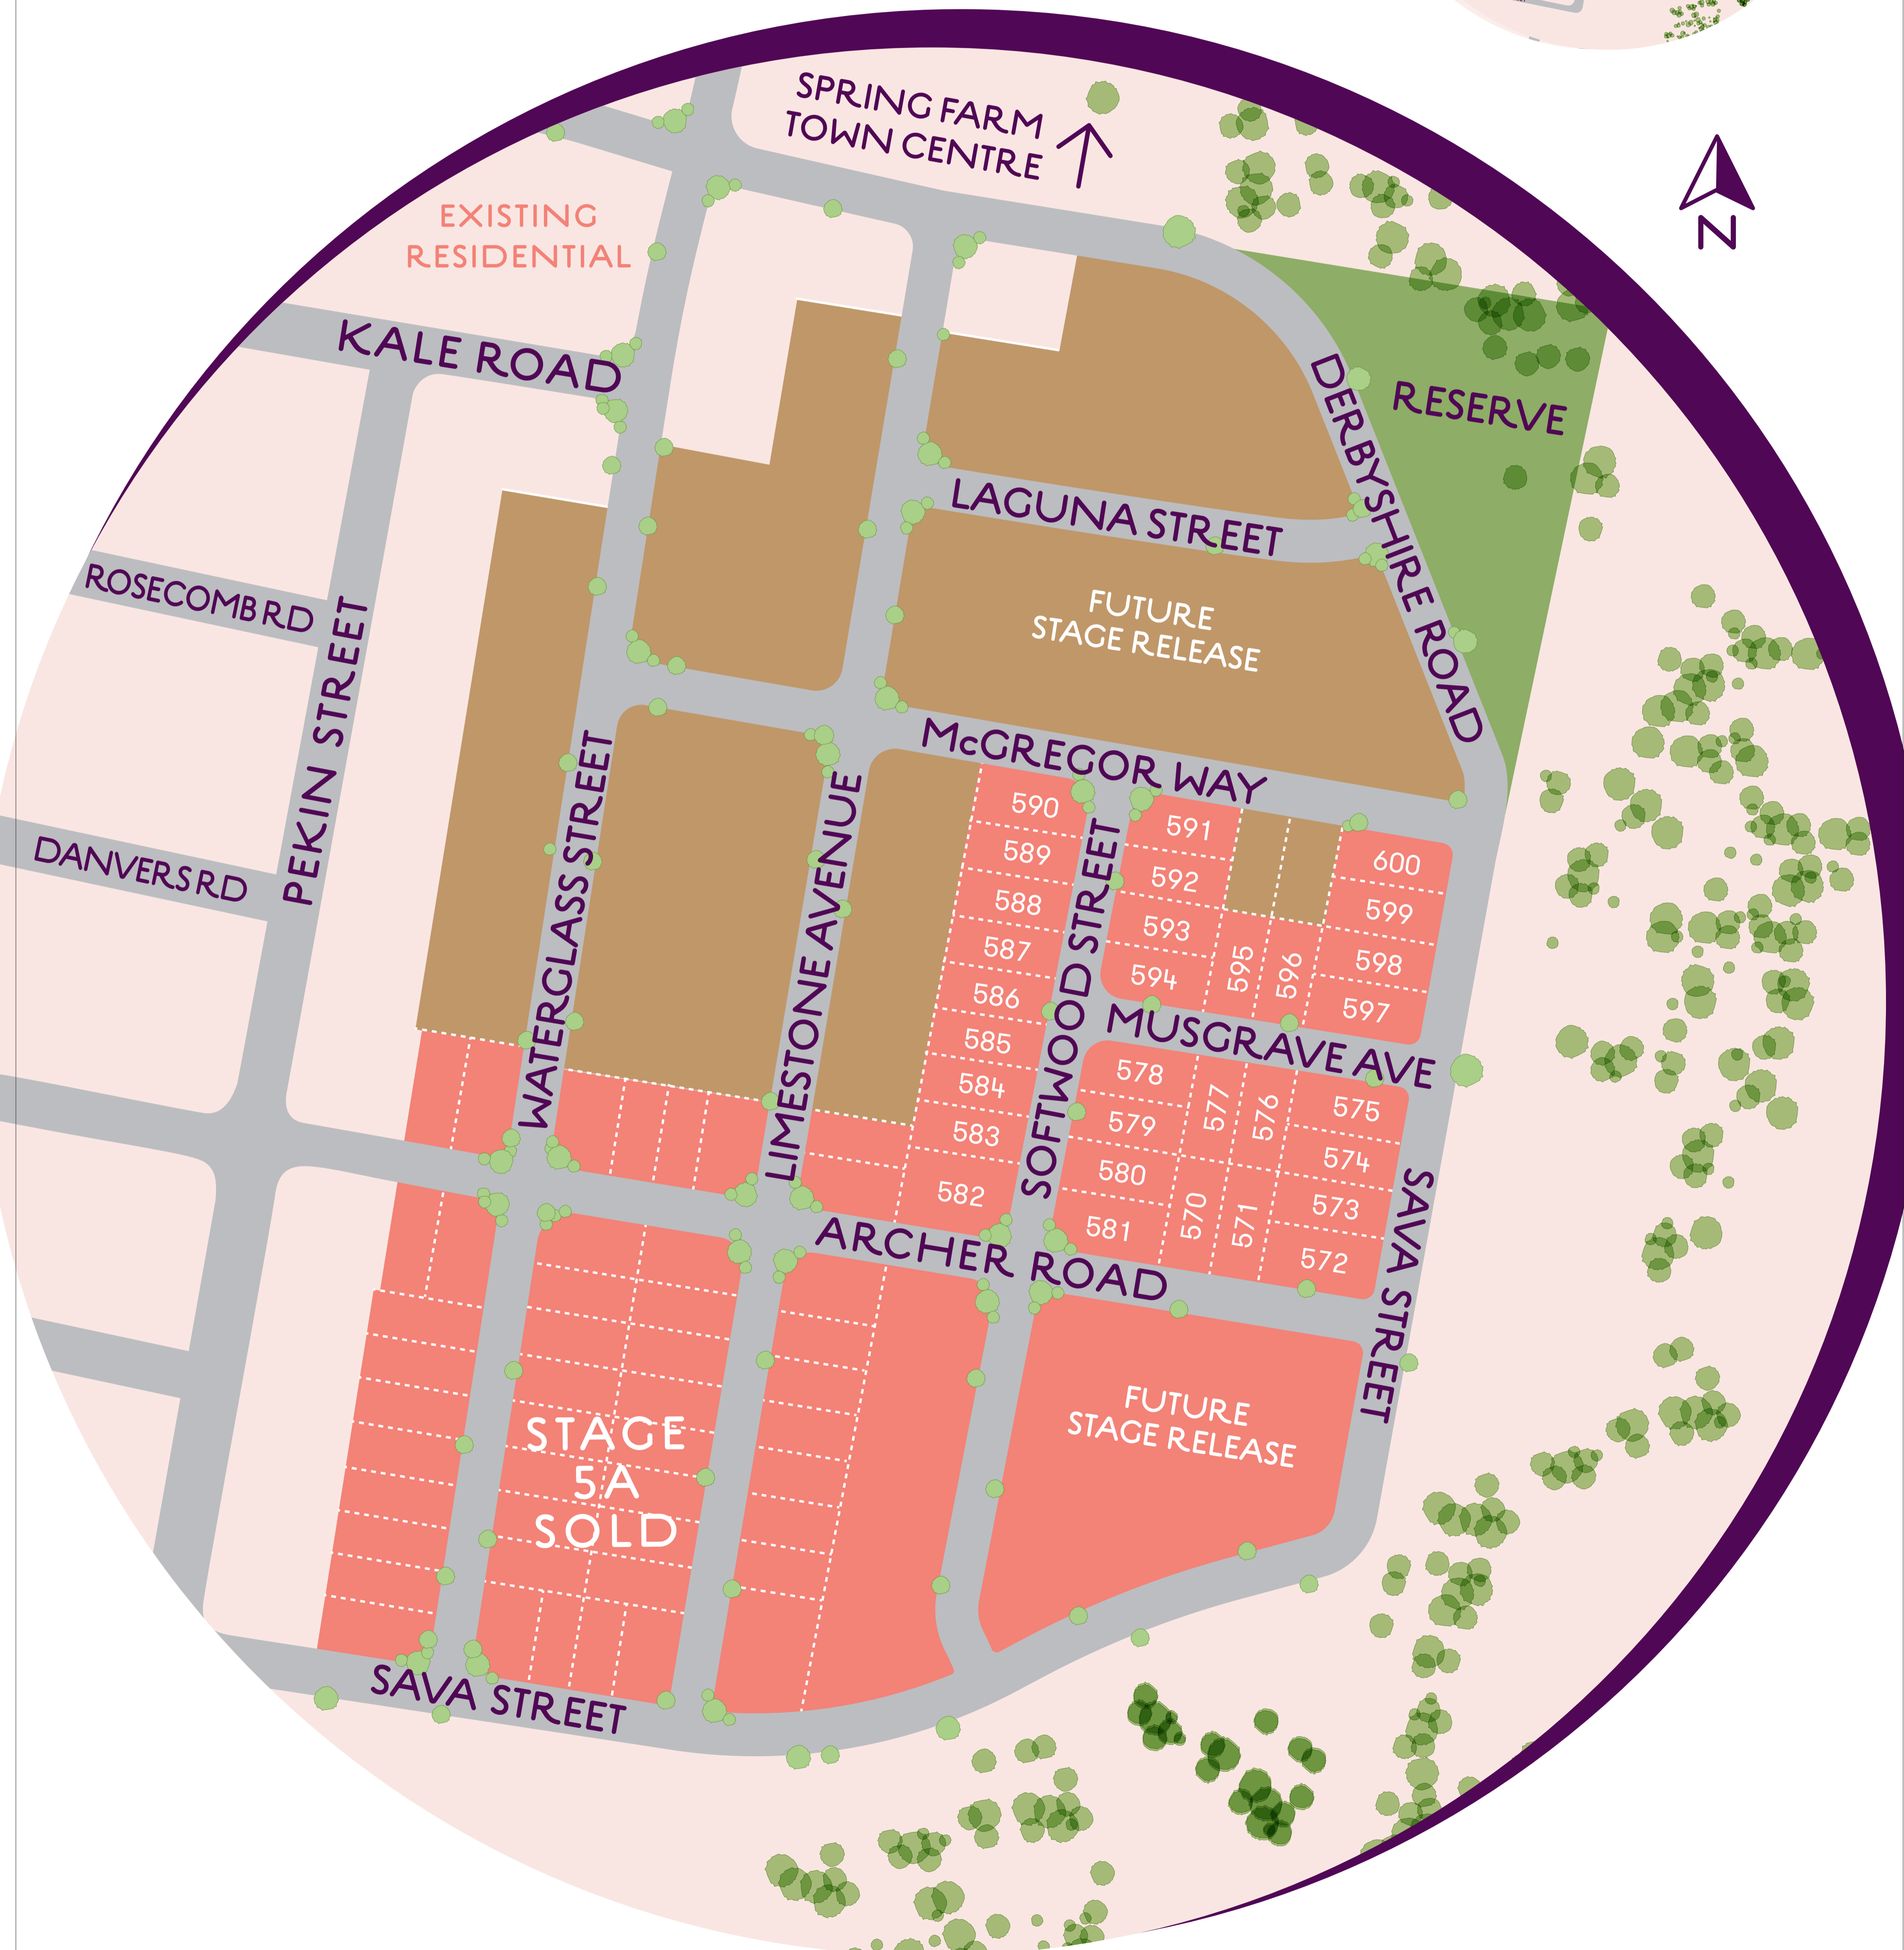 SPRING FARM
TOWN CENTRE
N
EXISTING
RESIDENTIAL
KALE ROAD
DERBYSHIRE ROAD
RESERVE
LAGUNA STREET
ROSECOMB RD
PEKIN STREET
FUTURE
STAGE RELEASE
McGREGOR WAY
DANVERS RD
WATERGLASS STREET
LIMESTONE AVENUE
SOFTWOOD STREET
590
589
588
587
586
585
584
583
582
591
592
593
594
595
596
600
599
598
597
MUSGRAVE AVE
578
579
580
581
577
576
570
571
575
574
573
572
SAVA STREET
ARCHER ROAD
FUTURE
STAGE RELEASE
STAGE
5A
SOLD
SAVA STREET